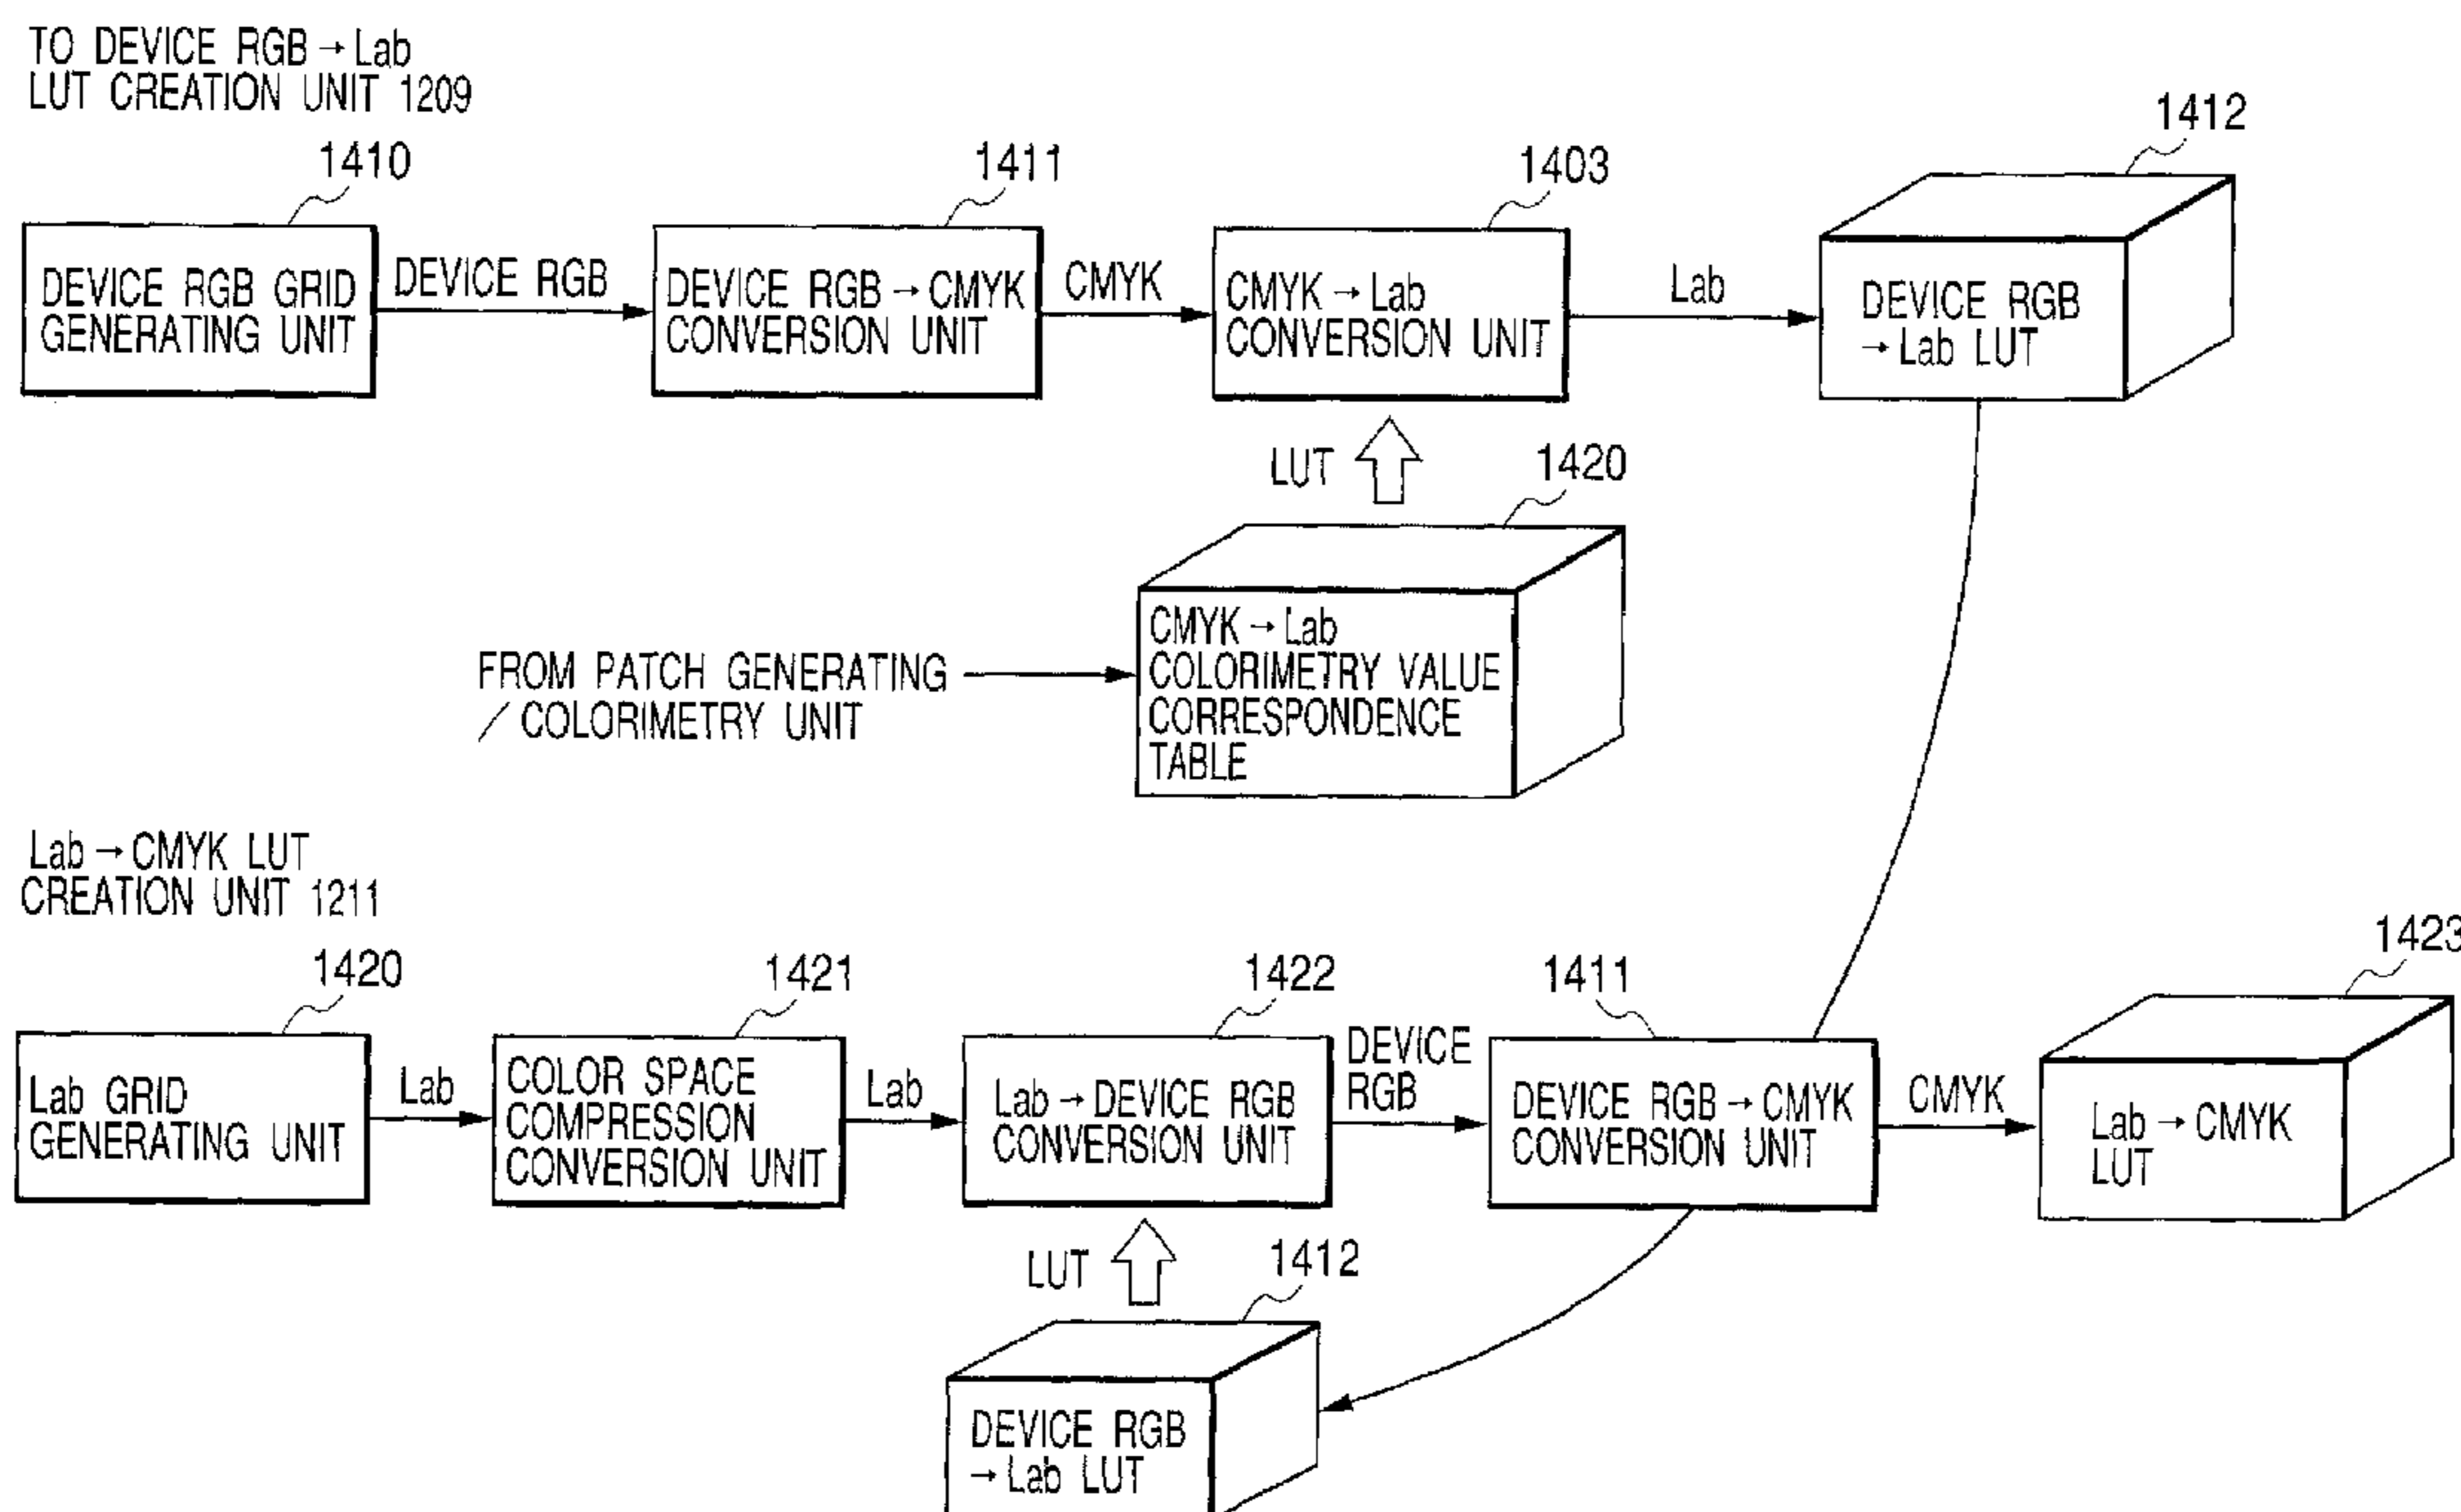 TO DEVICE RGB → Lab
LUT CREATION UNIT 1209
1410
1411
1403
1412
DEVICE RGB GRID
GENERATING UNIT
DEVICE RGB
DEVICE RGB → CMYK
CONVERSION UNIT
CMYK
CMYK → Lab
CONVERSION UNIT
Lab
DEVICE RGB
→ Lab LUT
LUT
1420
FROM PATCH GENERATING
/ COLORIMETRY UNIT
CMYK → Lab
COLORIMETRY VALUE
CORRESPONDENCE
TABLE
Lab → CMYK LUT
CREATION UNIT 1211
1420
1421
1422
1411
1423
Lab GRID
GENERATING UNIT
Lab
COLOR SPACE
COMPRESSION
CONVERSION UNIT
Lab
Lab → DEVICE RGB
CONVERSION UNIT
DEVICE
RGB
DEVICE RGB → CMYK
CONVERSION UNIT
CMYK
Lab → CMYK
LUT
LUT
1412
DEVICE RGB
→ Lab LUT